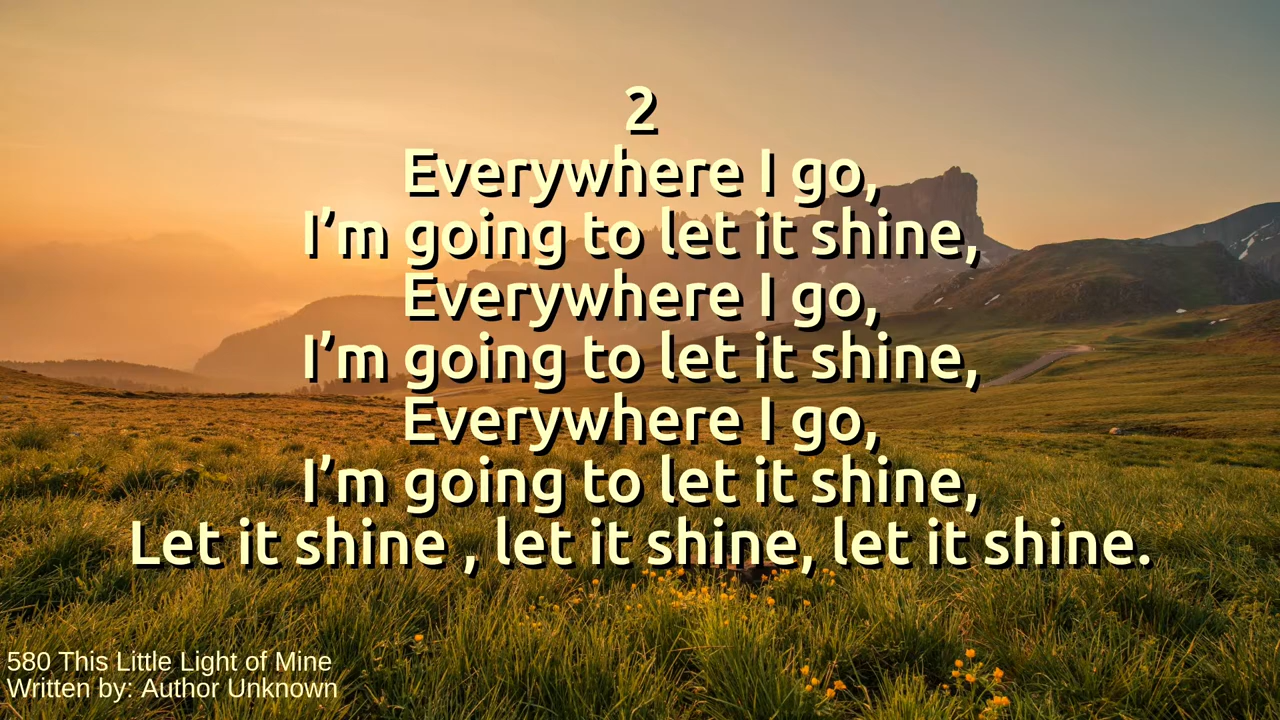 2
Everywhere I go,
I’m going to let it shine,
Everywhere I go,
I’m going to let it shine,
Everywhere I go,
I’m going to let it shine,
Let it shine , let it shine, let it shine.
580 This Little Light of Mine
Written by: Author Unknown